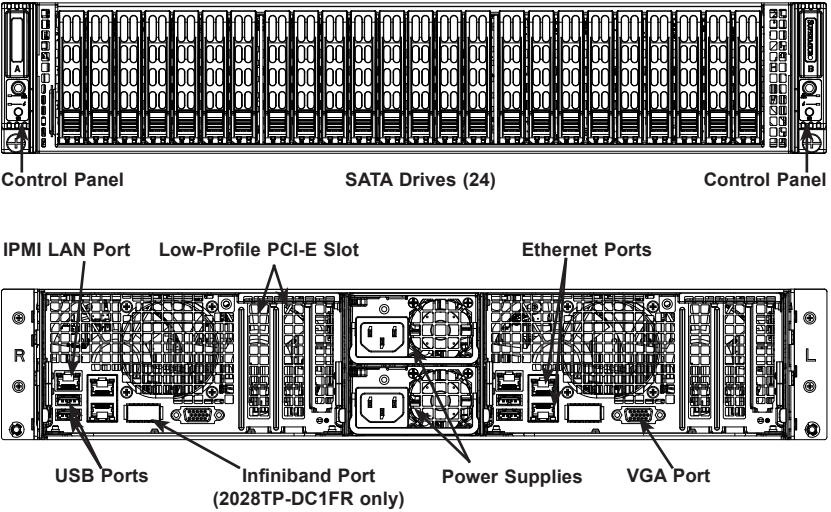 A
B
Control Panel
SATA Drives (24)
Control Panel
IPMI LAN Port
Low-Profile PCI-E Slot
Ethernet Ports
R
L
USB Ports
Infiniband Port
(2028TP-DC1FR only)
Power Supplies
VGA Port